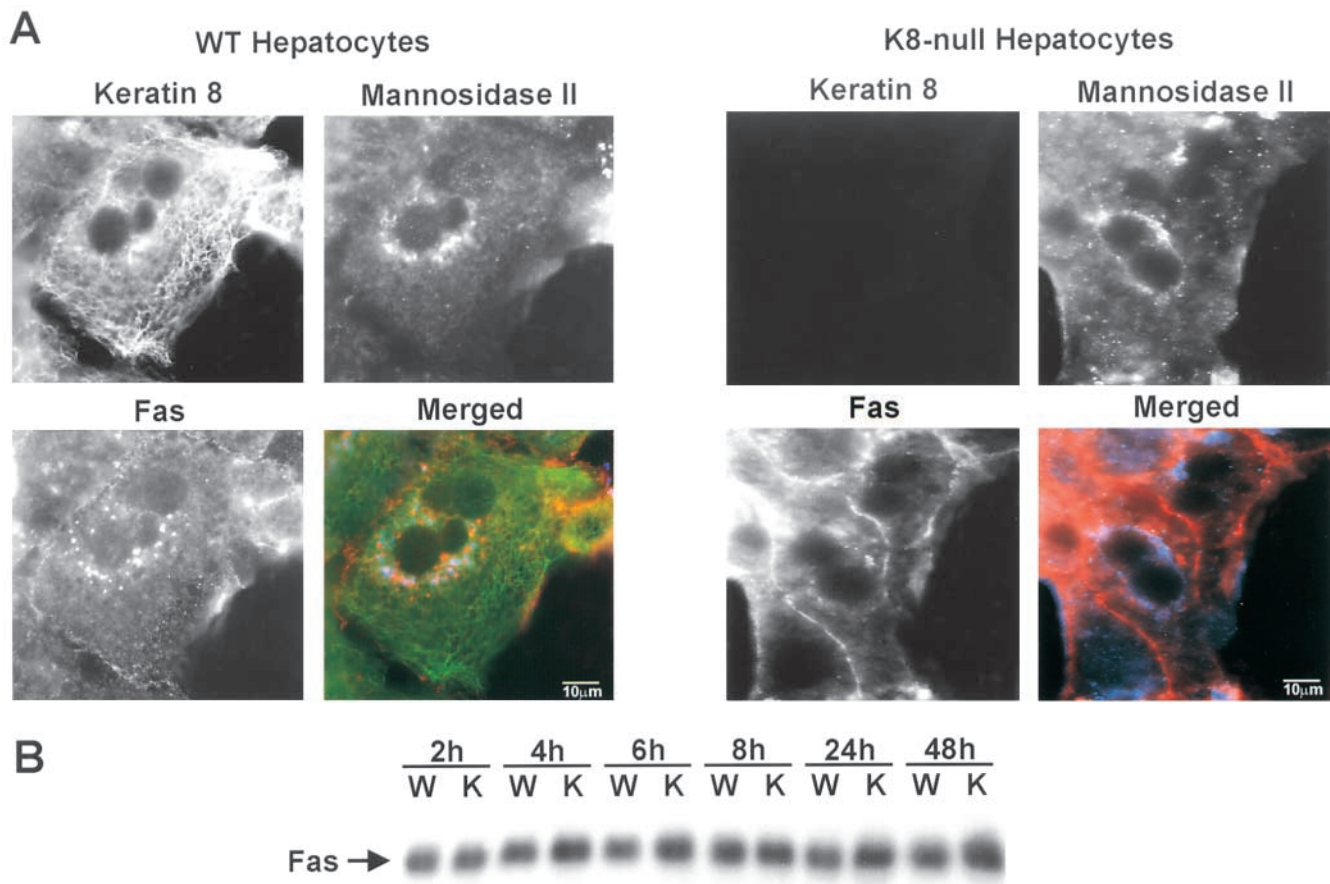 A
WT Hepatocytes
K8-null Hepatocytes
Keratin 8
Mannosidase II
Keratin 8
Mannosidase II
Fas
Merged
Fas
Merged
10μm
10μm
B
2h 4h 6h 8h 24h 48h
W K W K W K W K W K W K
Fas